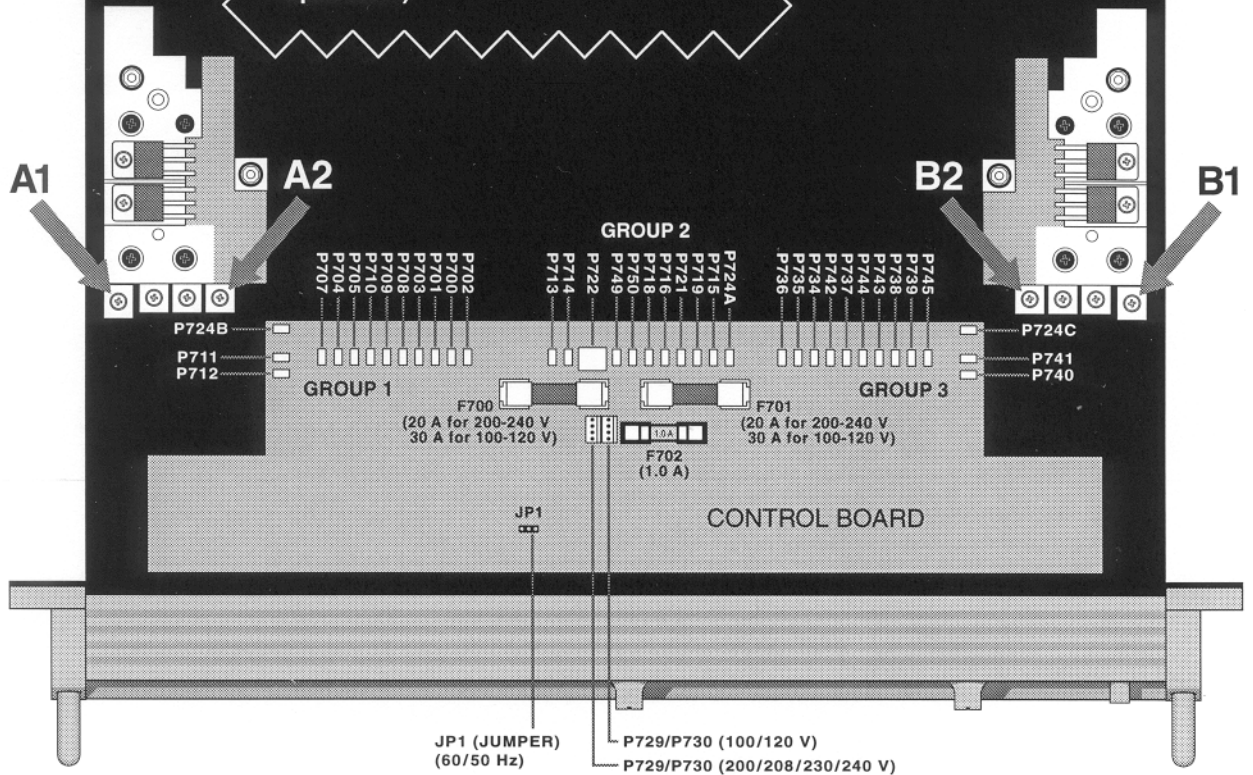 A1
A2
B2
B1
GROUP 2
P707
P704
P705
P710
P709
P708
P703
P701
P700
P702
P713
P714
P722
P749
P750
P718
P716
P721
P719
P715
P724A
P736
P735
P734
P742
P737
P744
P743
P738
P739
P745
P724B
P711
P712
P724C
P741
P740
GROUP 1
GROUP 3
F700
(20 A for 200-240 V
30 A for 100-120 V)
F701
(20 A for 200-240 V
30 A for 100-120 V)
1.0 A
F702
(1.0 A)
JP1
CONTROL BOARD
JP1 (JUMPER)
(60/50 Hz)
P729/P730 (100/120 V)
P729/P730 (200/208/230/240 V)